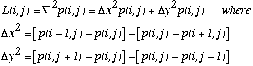 L(i,j) = ∇²p(i,j) = Δx²p(i,j) + Δy²p(i,j) where
Δx² = [p(i-1,j) - p(i,j)] - [p(i,j) - p(i+1,j)]
Δy² = [p(i,j+1) - p(i,j)] - [p(i,j) - p(i,j-1)]